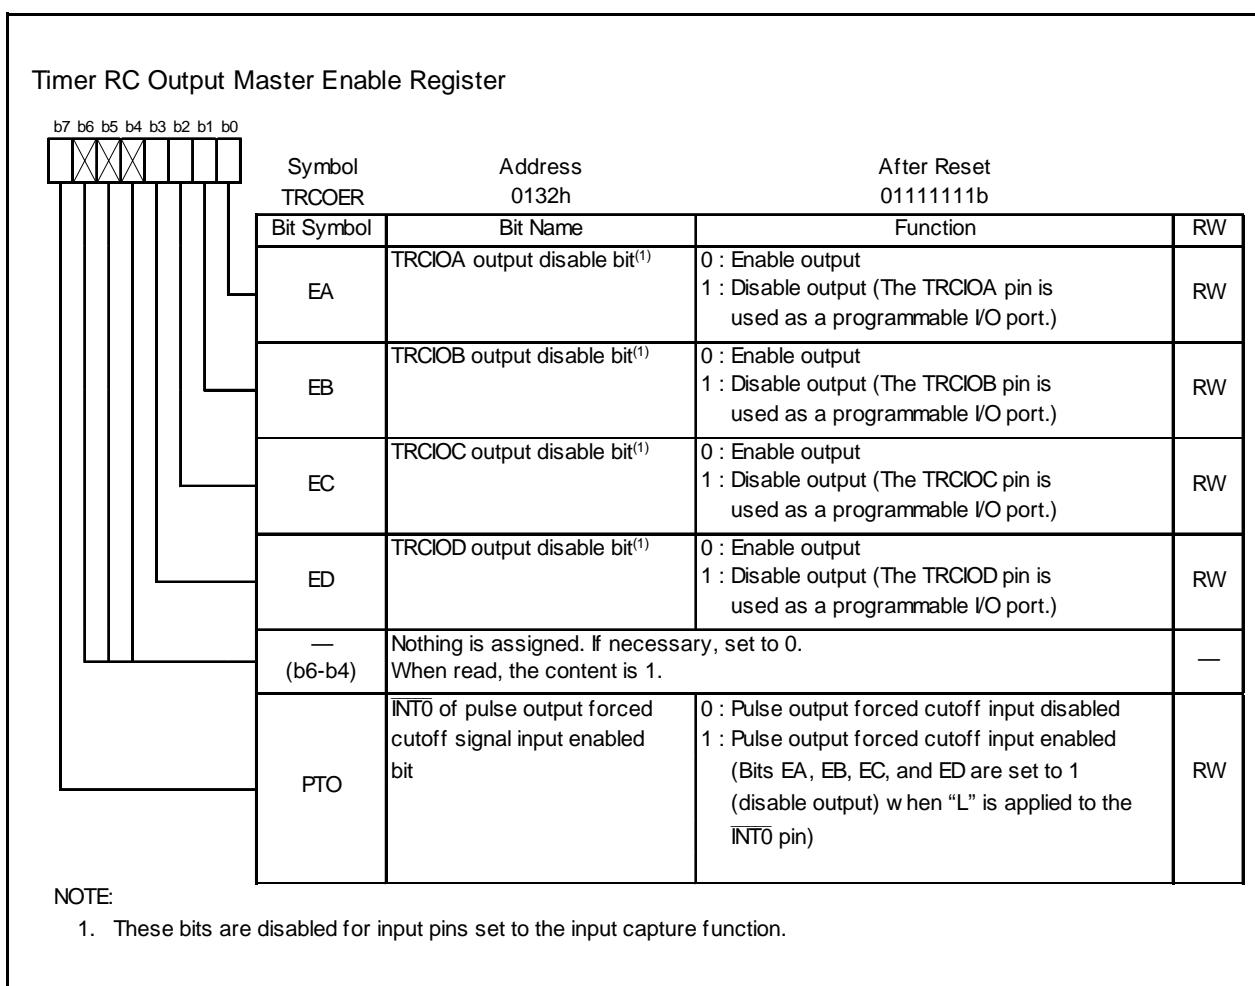 Timer RC Output Master Enable Register
b7 b6 b5 b4 b3 b2 b1 b0
Symbol Address After Reset
TRCOER 0132h 01111111b
Bit Symbol Bit Name Function RW
EA TRCIOA output disable bit(1) 0 : Enable output
1 : Disable output (The TRCIOA pin is
used as a programmable I/O port.) RW
EB TRCIOB output disable bit(1) 0 : Enable output
1 : Disable output (The TRCIOB pin is
used as a programmable I/O port.) RW
EC TRCIOC output disable bit(1) 0 : Enable output
1 : Disable output (The TRCIOC pin is
used as a programmable I/O port.) RW
ED TRCIOD output disable bit(1) 0 : Enable output
1 : Disable output (The TRCIOD pin is
used as a programmable I/O port.) RW
— Nothing is assigned. If necessary, set to 0.
(b6-b4) When read, the content is 1. —
PTO INT0 of pulse output forced
cutoff signal input enabled
bit
0 : Pulse output forced cutoff input disabled
1 : Pulse output forced cutoff input enabled
(Bits EA, EB, EC, and ED are set to 1
(disable output) when “L” is applied to the
INT0 pin) RW
NOTE:
1. These bits are disabled for input pins set to the input capture function.